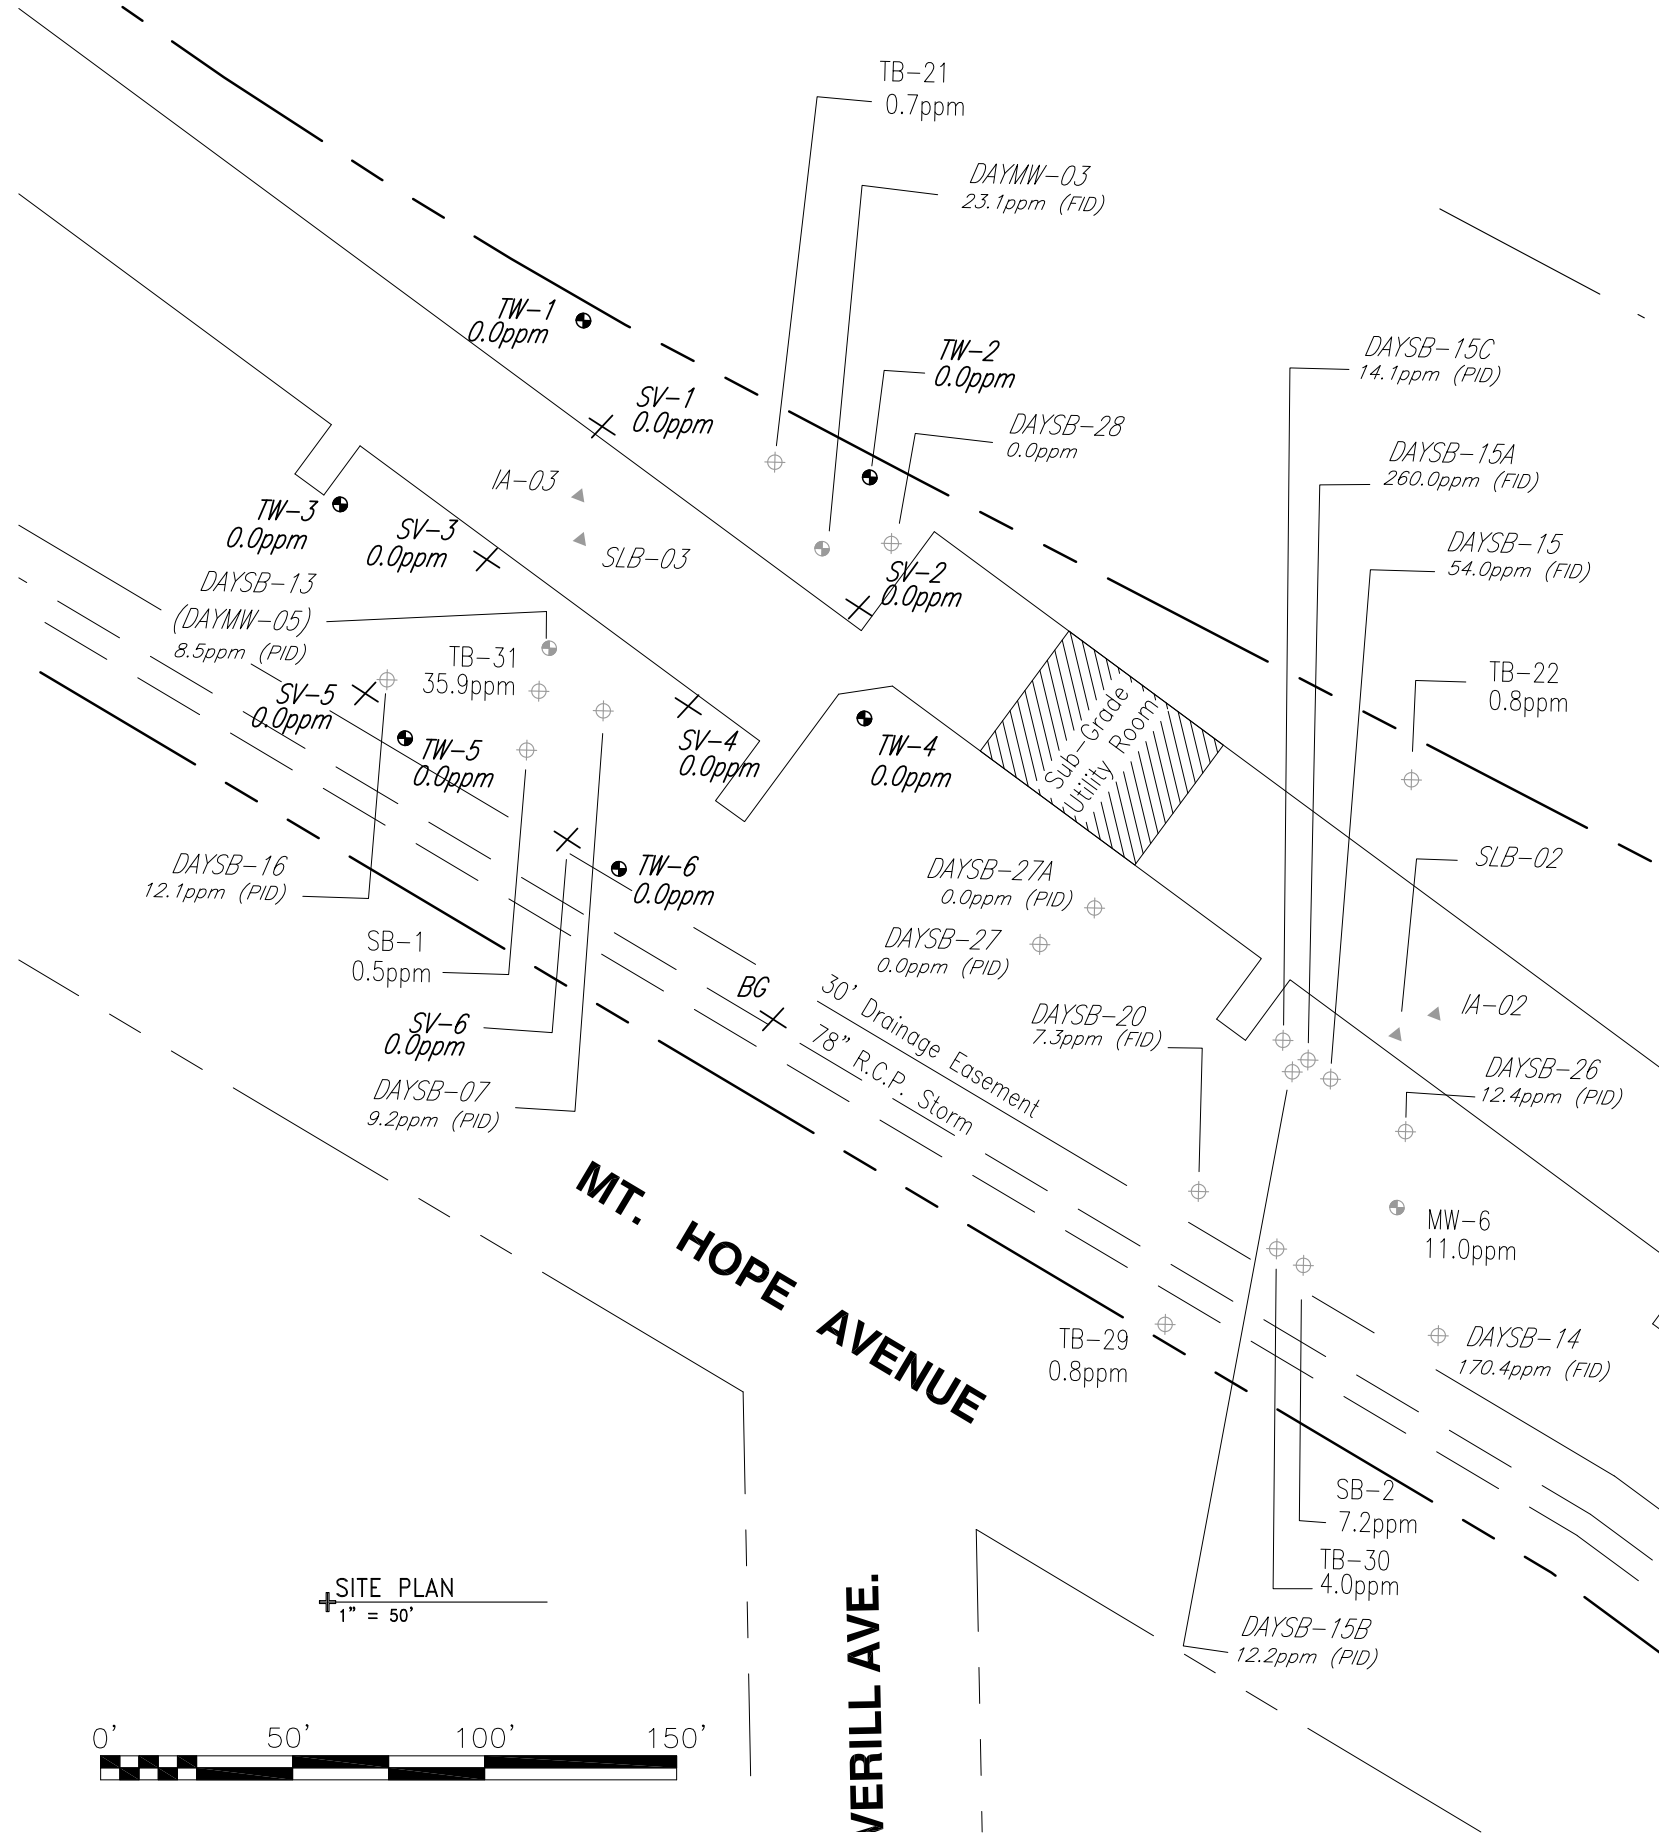 TB-21
0.7ppm
DAYMW-03
23.1ppm (FID)
TW-1
0.0ppm
TW-2
0.0ppm
DAYSB-15C
14.1ppm (PID)
SV-1
0.0ppm
DAYSB-28
0.0ppm
DAYSB-15A
260.0ppm (FID)
IA-03
TW-3
0.0ppm
SV-3
0.0ppm
SLB-03
DAYSB-15
54.0ppm (FID)
SV-2
0.0ppm
DAYSB-13
(DAYMW-05)
8.5ppm (PID)
TB-31
35.9ppm
TB-22
0.8ppm
SV-5
0.0ppm
TW-5
0.0ppm
SV-4
0.0ppm
TW-4
0.0ppm
Sub-Grade
Utility Room
DAYSB-16
12.1ppm (PID)
TW-6
0.0ppm
DAYSB-27A
0.0ppm (PID)
SLB-02
SB-1
0.5ppm
DAYSB-27
0.0ppm (PID)
BG
30' Drainage Easement
78" R.C.P. Storm
DAYSB-20
7.3ppm (FID)
IA-02
SV-6
0.0ppm
DAYSB-07
9.2ppm (PID)
DAYSB-26
12.4ppm (PID)
MT. HOPE AVENUE
MW-6
11.0ppm
TB-29
0.8ppm
DAYSB-14
170.4ppm (FID)
SB-2
7.2ppm
TB-30
4.0ppm
DAYSB-15B
12.2ppm (PID)
SITE PLAN
1" = 50'
VERILL AVE.
0' 50' 100' 150'